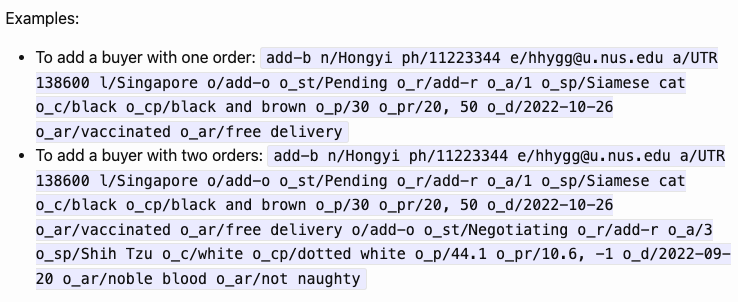 Examples:
• To add a buyer with one order: add-b n/Hongyi ph/11223344 e/hhygg@u.nus.edu a/UTR
138600 l/Singapore o/add-o o_st/Pending o_r/add-r o_a/1 o_sp/Siamese cat
o_c/black o_cp/black and brown o_p/30 o_pr/20, 50 o_d/2022-10-26
o_ar/vaccinated o_ar/free delivery
• To add a buyer with two orders: add-b n/Hongyi ph/11223344 e/hhygg@u.nus.edu a/UTR
138600 l/Singapore o/add-o o_st/Pending o_r/add-r o_a/1 o_sp/Siamese cat
o_c/black o_cp/black and brown o_p/30 o_pr/20, 50 o_d/2022-10-26
o_ar/vaccinated o_ar/free delivery o/add-o o_st/Negotiating o_r/add-r o_a/3
o_sp/Shih Tzu o_c/white o_cp/dotted white o_p/44.1 o_pr/10.6, -1 o_d/2022-09-
20 o_ar/noble blood o_ar/not naughty